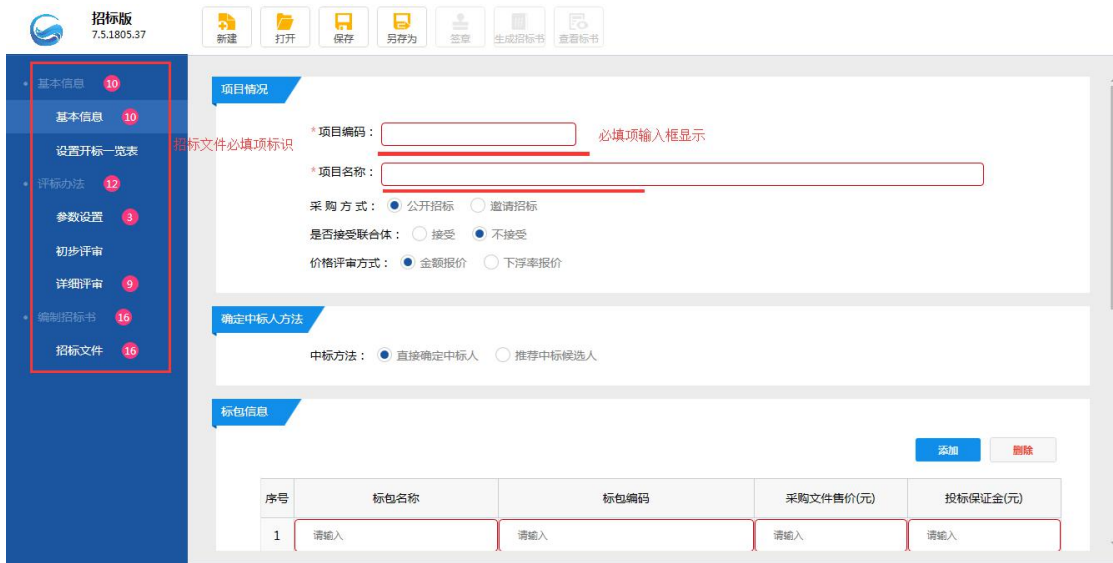 招标版
7.5.1805.37
新建 打开 保存 另存为 签章 生成招标书 查看标书
基本信息 10
基本信息 10
设置开标一览表
评标办法 12
参数设置 3
初步评审
详细评审 9
编制招标书 16
招标文件 16
招标文件必填项标识
项目情况
*项目编码：
必填项输入框显示
*项目名称：
采购方式： 公开招标 邀请招标
是否接受联合体： 接受 不接受
价格评审方式： 金额报价 下浮率报价
确定中标人方法
中标方法： 直接确定中标人 推荐中标候选人
标包信息
添加 删除
序号 标包名称 标包编码 采购文件售价(元) 投标保证金(元)
1 请输入 请输入 请输入 请输入